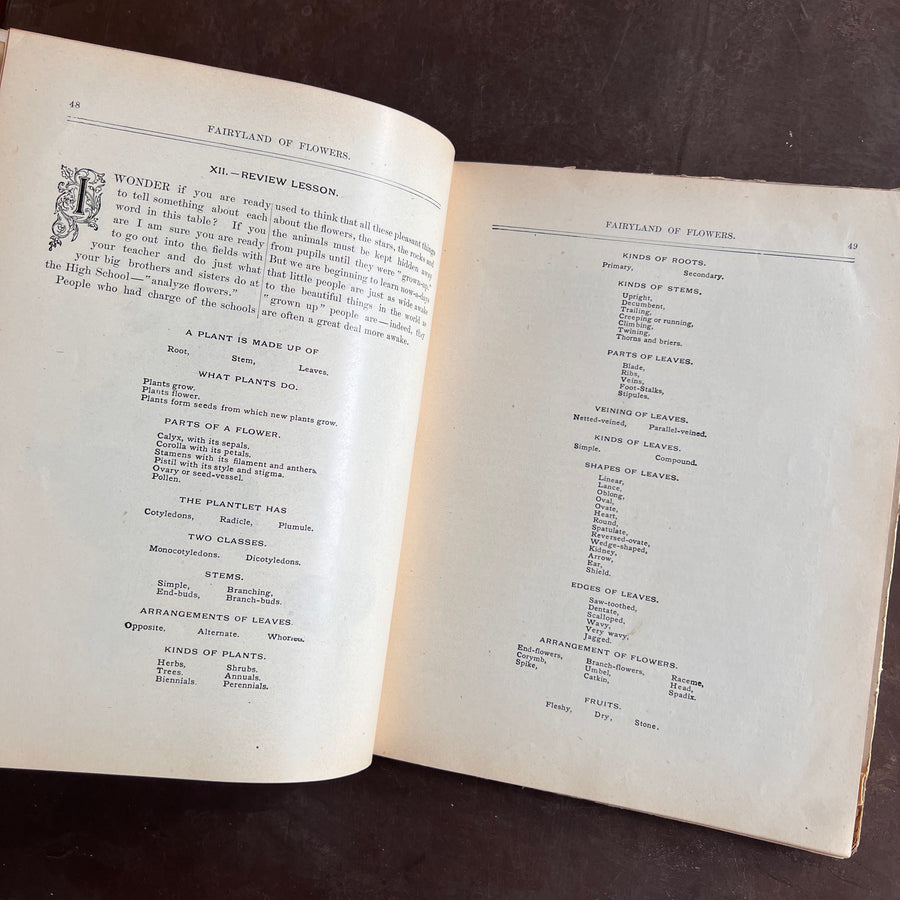 48
FAIRYLAND OF FLOWERS.
XII.—REVIEW LESSON.
I WONDER if you are ready
to tell something about each
word in this table? If you
are I am sure you are ready
to go out into the fields with
your teacher and do just what
your big brothers and sisters do at
the High School—"analyze flowers."
People who had charge of the schools
used to think that all these pleasant things
about the flowers, the stars, the rocks and
the animals must be kept hidden away
from pupils until they were "grown-up."
But we are beginning to learn now-a-days
that little people are just as wide awake
to the beautiful things in the world as
"grown up" people are—indeed, they
are often a great deal more awake.
A PLANT IS MADE UP OF
Root, Stem, Leaves.
WHAT PLANTS DO.
Plants grow.
Plants flower.
Plants form seeds from which new plants grow.
PARTS OF A FLOWER.
Calyx, with its sepals.
Corolla with its petals.
Stamens with its filament and anthers.
Pistil with its style and stigma.
Ovary or seed-vessel.
Pollen.
THE PLANTLET HAS
Cotyledons, Radicle, Plumule.
TWO CLASSES.
Monocotyledons. Dicotyledons.
STEMS.
Simple, Branching,
End-buds, Branch-buds.
ARRANGEMENTS OF LEAVES
Opposite. Alternate. Whorled.
KINDS OF PLANTS.
Herbs, Shrubs.
Trees. Annuals.
Biennials. Perennials.
FAIRYLAND OF FLOWERS.
49
KINDS OF ROOTS.
Primary, Secondary.
KINDS OF STEMS.
Upright,
Decumbent,
Trailing,
Creeping or running,
Climbing,
Twining,
Thorns and briers.
PARTS OF LEAVES.
Blade,
Ribs,
Veins,
Foot-Stalks,
Stipules.
VEINING OF LEAVES.
Netted-veined, Parallel-veined.
KINDS OF LEAVES.
Simple. Compound.
SHAPES OF LEAVES.
Linear,
Lance,
Oblong,
Oval,
Ovate,
Heart,
Round,
Spatulate,
Reversed-ovate,
Wedge-shaped,
Kidney,
Arrow,
Ear,
Shield.
EDGES OF LEAVES.
Saw-toothed,
Dentate,
Scalloped,
Wavy,
Very wavy,
Jagged.
ARRANGEMENT OF FLOWERS.
End-flowers, Branch-flowers, Raceme,
Corymb, Umbel, Head,
Spike, Catkin, Spadix.
FRUITS.
Fleshy, Dry, Stone.